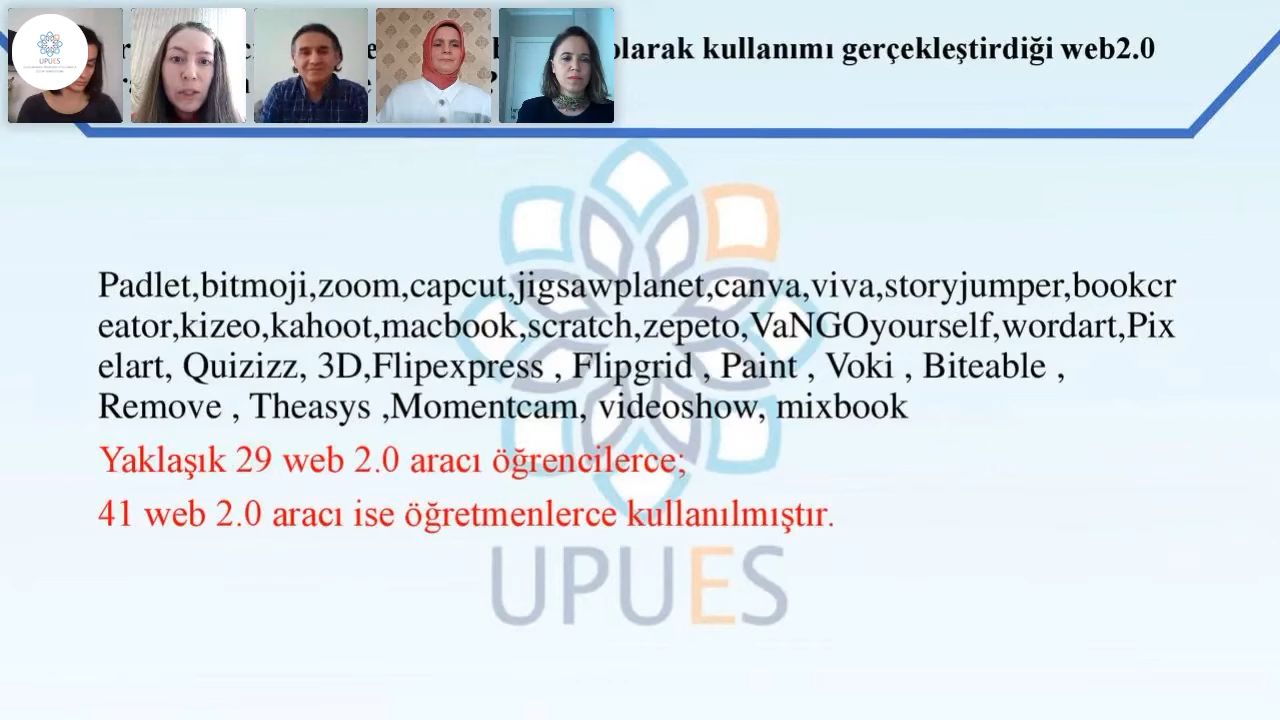 UPUES
olarak kullanımı gerçekleştirdiği web2.0
Padlet,bitmoji,zoom,capcut,jigsawplanet,canva,viva,storyjumper,bookcr
eator,kizeo,kahoot,macbook,scratch,zepeto,VaNGOyourself,wordart,Pix
elart, Quizizz, 3D,Flipexpress , Flipgrid , Paint , Voki , Biteable ,
Remove , Theasys ,Momentcam, videoshow, mixbook
Yaklaşık 29 web 2.0 aracı öğrencilerce;
41 web 2.0 aracı ise öğretmenlerce kullanılmıştır.
UPUES